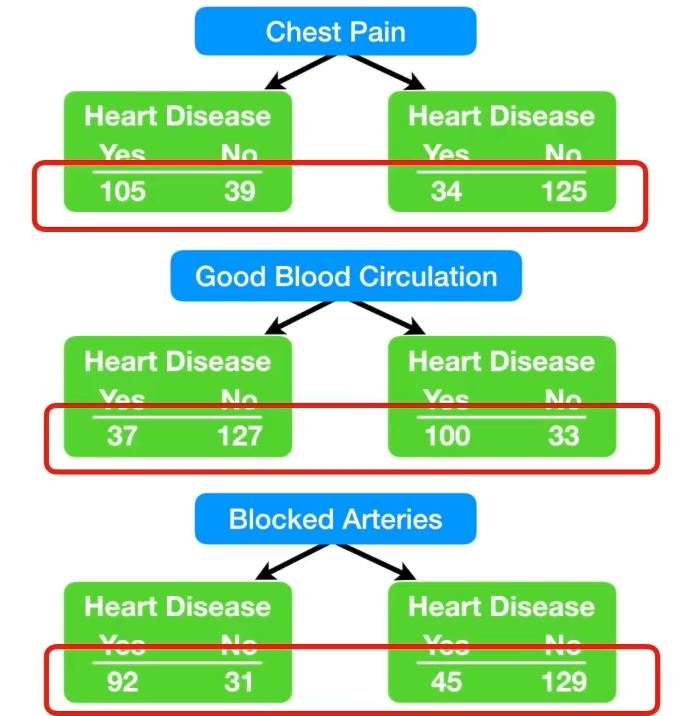 Chest Pain
Heart Disease Heart Disease
Yes No Yes No
105 39 34 125
Good Blood Circulation
Heart Disease Heart Disease
Yes No Yes No
37 127 100 33
Blocked Arteries
Heart Disease Heart Disease
Yes No Yes No
92 31 45 129